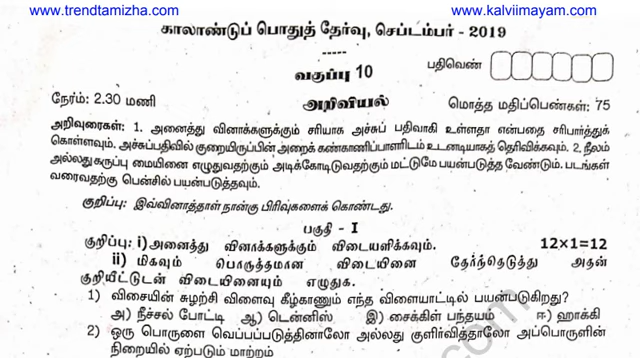 www.trendtamizha.com www.kalviimayam.com
காலாண்டுப் பொதுத் தேர்வு, செப்டம்பர் - 2019
-----
வகுப்பு 10 பதிவெண்
நேரம்: 2.30 மணி அறிவியல் மொத்த மதிப்பெண்கள்: 75
அறிவுரைகள்: 1. அனைத்து வினாக்களுக்கும் சரியாக அச்சுப் பதிவாகி உள்ளதா என்பதை சரிபார்த்துக்
கொள்ளவும். அச்சுப்பதிவில் குறையிருப்பின் அறைக் கண்காணிப்பாளரிடம் உடனடியாகத் தெரிவிக்கவும். 2. நீலம்
அல்லது கருப்பு மையினை எழுதுவதற்கும் அடிக்கோடிடுவதற்கும் மட்டுமே பயன்படுத்த வேண்டும். படங்கள்
வரைவதற்கு பென்சில் பயன்படுத்தவும்.
குறிப்பு: இவ்வினாத்தாள் நான்கு பிரிவுகளைக் கொண்டது.
பகுதி - I
குறிப்பு: i)அனைத்து வினாக்களுக்கும் விடையளிக்கவும். 12×1=12
ii) மிகவும் பொருத்தமான விடையினை தேர்ந்தெடுத்து அதன்
குறியீட்டுடன் விடையினையும் எழுதுக.
1) விசையின் சுழற்சி விளைவு கீழ்காணும் எந்த விளையாட்டில் பயன்படுகிறது?
அ) நீச்சல் போட்டி ஆ) டென்னிஸ் இ) சைக்கிள் பந்தயம் ஈ) ஹாக்கி
2) ஒரு பொருளை வெப்பப்படுத்தினாலோ அல்லது குளிர்வித்தாலோ அப்பொருளின்
நிறையில் ஏற்படும் மாற்றம்